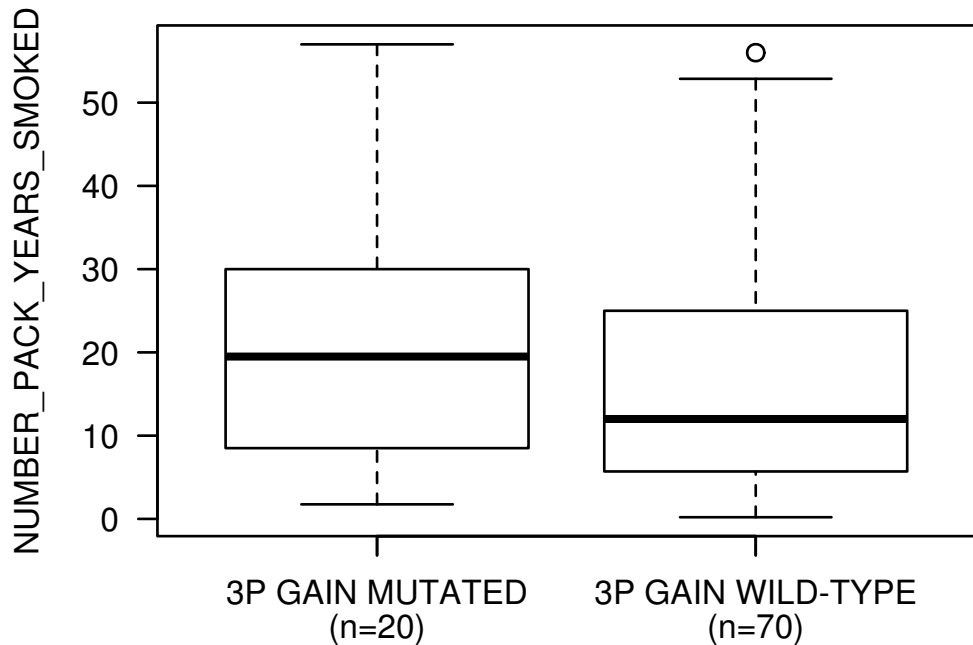 NUMBER_PACK_YEARS_SMOKED
50
40
30
20
10
0
3P GAIN MUTATED
(n=20)
3P GAIN WILD-TYPE
(n=70)